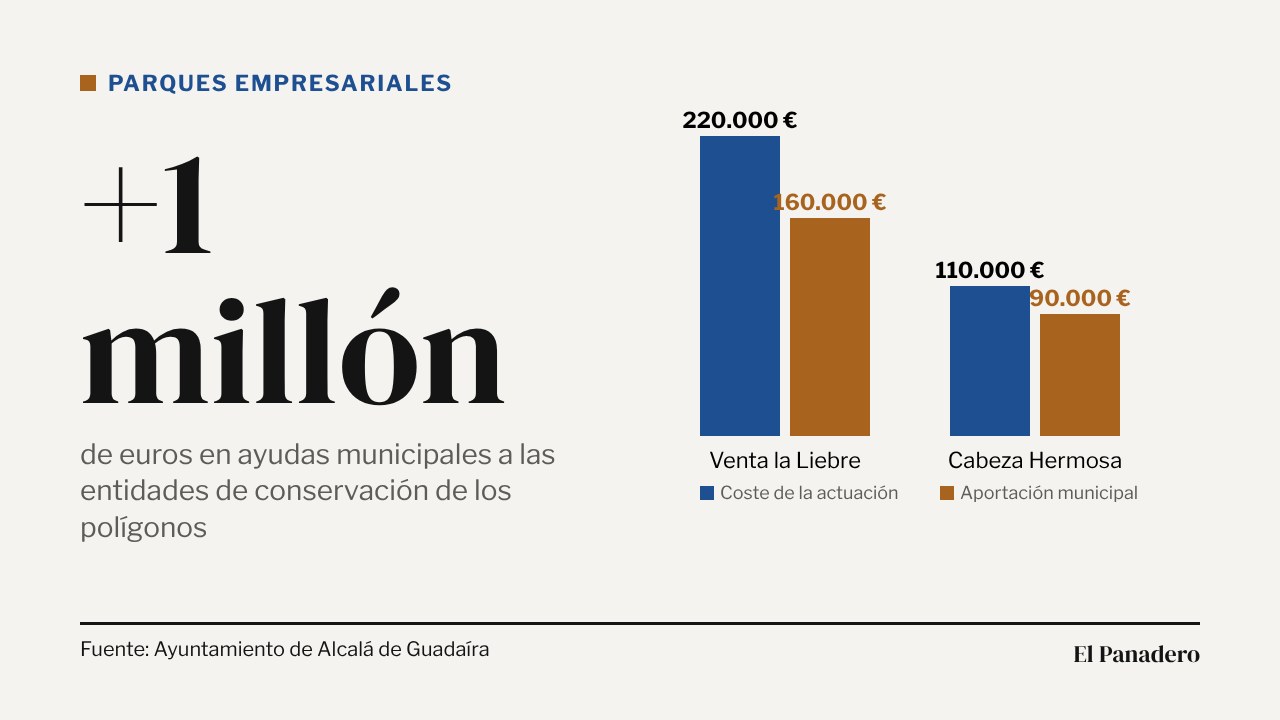 PARQUES EMPRESARIALES
+1
millón
de euros en ayudas municipales a las
entidades de conservación de los
polígonos
220.000 €
160.000 €
110.000 €
90.000 €
Venta la Liebre
Cabeza Hermosa
Coste de la actuación
Aportación municipal
Fuente: Ayuntamiento de Alcalá de Guadaíra
El Panadero